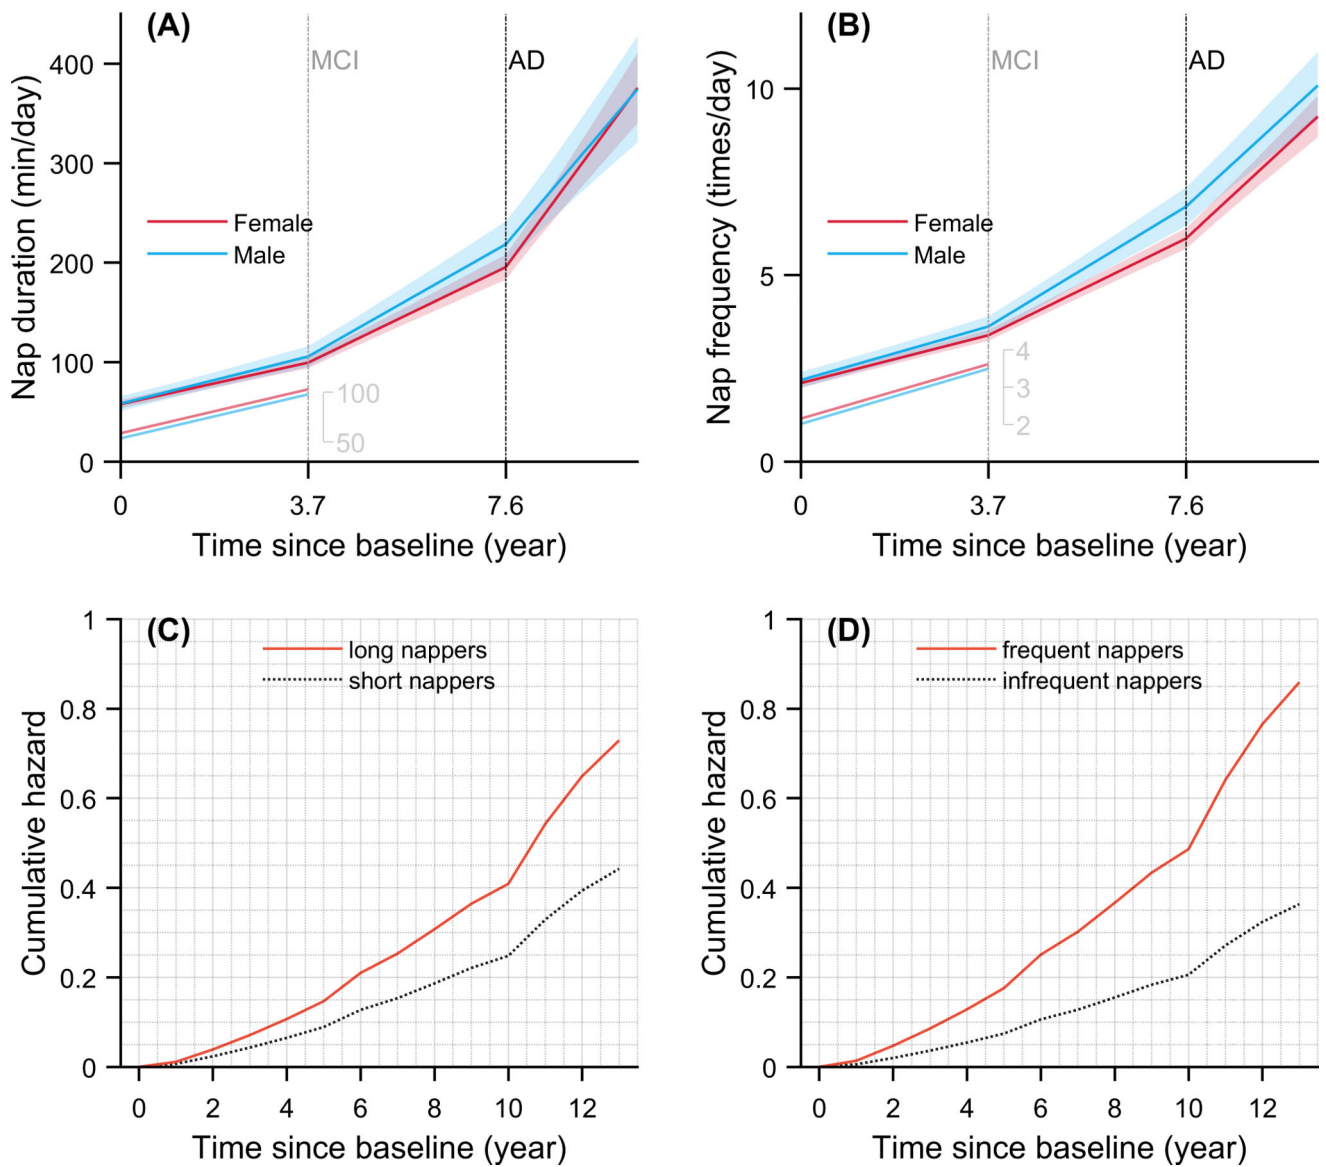 (A)
MCI
AD
Nap duration (min/day)
400
300
200
100
0
Female
Male
100
50
0
3.7
7.6
Time since baseline (year)
(B)
MCI
AD
Nap frequency (times/day)
10
5
0
Female
Male
4
3
2
0
3.7
7.6
Time since baseline (year)
(C)
long nappers
short nappers
Cumulative hazard
1
0.8
0.6
0.4
0.2
0
0
2
4
6
8
10
12
Time since baseline (year)
(D)
frequent nappers
infrequent nappers
Cumulative hazard
1
0.8
0.6
0.4
0.2
0
0
2
4
6
8
10
12
Time since baseline (year)